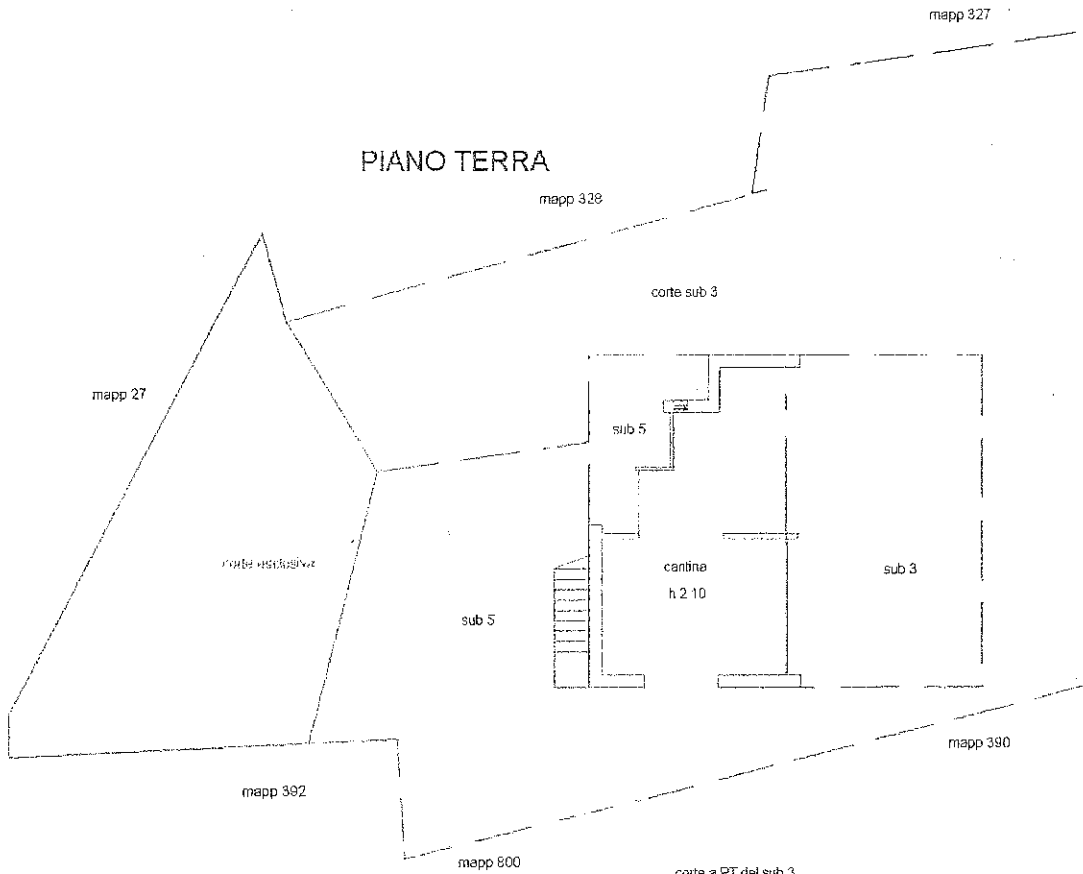 mapp 327
PIANO TERRA
mapp 328
corte sub 3
mapp 27
sub 5
corte esclusiva
cantina
h 2 10
sub 3
sub 5
mapp 390
mapp 392
mapp 800
corte a PT del sub 3